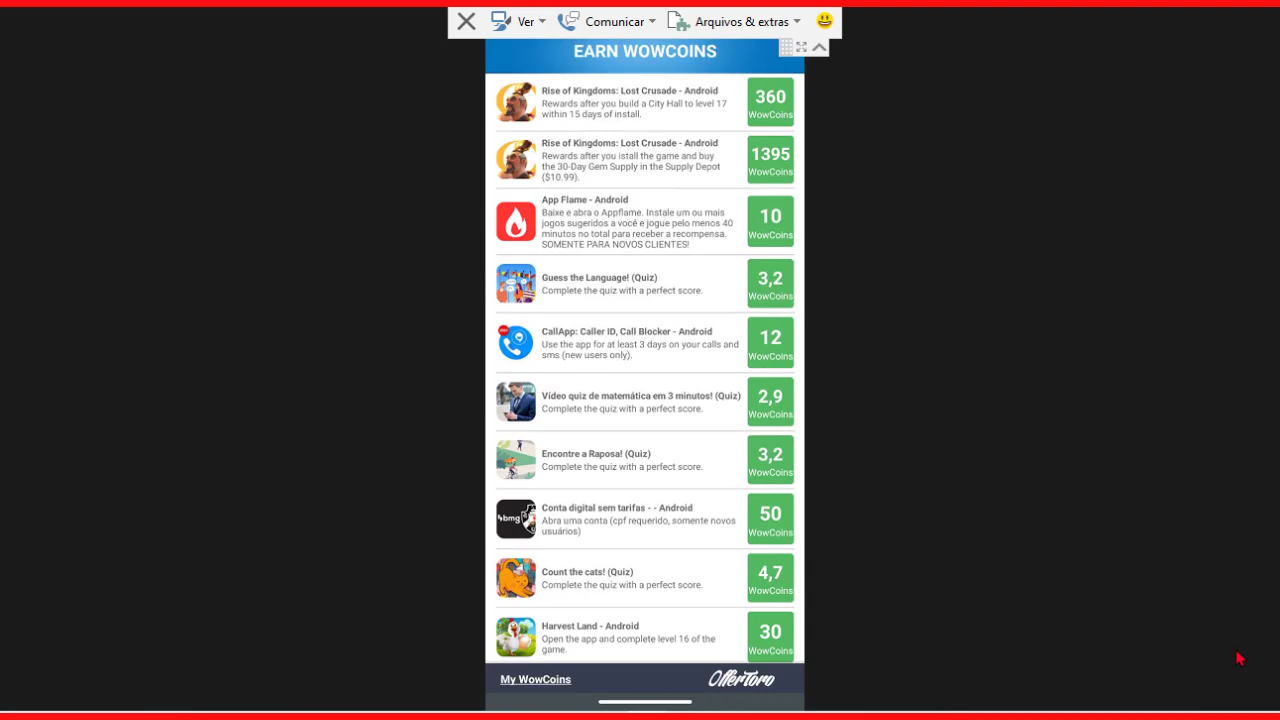 Ver
Comunicar
Arquivos & extras
EARN WOWCOINS
Rise of Kingdoms: Lost Crusade - Android
Rewards after you build a City Hall to level 17
within 15 days of install.
360
WowCoins
Rise of Kingdoms: Lost Crusade - Android
Rewards after you istall the game and buy
the 30-Day Gem Supply in the Supply Depot
($10.99).
1395
WowCoins
App Flame - Android
Baixe e abra o Appflame. Instale um ou mais
jogos sugeridos a você e jogue pelo menos 40
minutos no total para receber a recompensa.
SOMENTE PARA NOVOS CLIENTES!
10
WowCoins
Guess the Language! (Quiz)
Complete the quiz with a perfect score.
3,2
WowCoins
CallApp: Caller ID, Call Blocker - Android
Use the app for at least 3 days on your calls and
sms (new users only).
12
WowCoins
Vídeo quiz de matemática em 3 minutos! (Quiz)
Complete the quiz with a perfect score.
2,9
WowCoins
Encontre a Raposa! (Quiz)
Complete the quiz with a perfect score.
3,2
WowCoins
bmg
Conta digital sem tarifas - - Android
Abra uma conta (cpf requerido, somente novos
usuários)
50
WowCoins
Count the cats! (Quiz)
Complete the quiz with a perfect score.
4,7
WowCoins
Harvest Land - Android
Open the app and complete level 16 of the
game.
30
WowCoins
My WowCoins
OfferToro